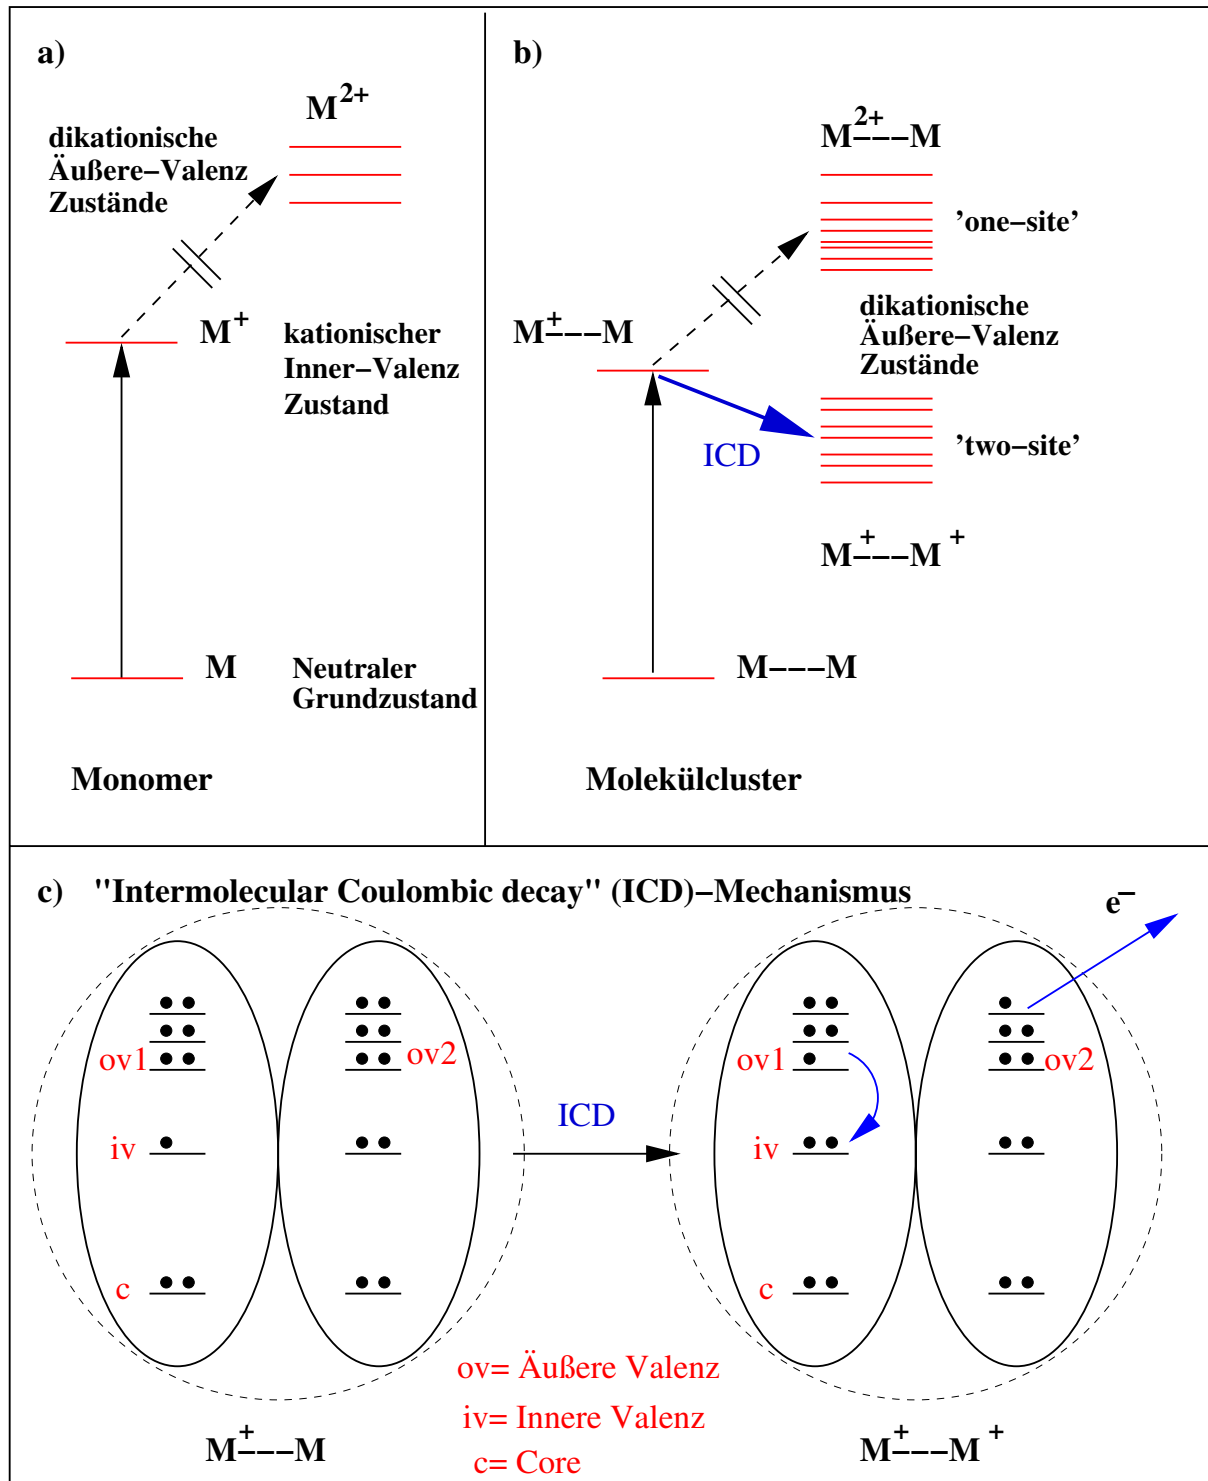 a)
M2+
dikationische
Äußere−Valenz
Zustände
M+
kationischer
Inner−Valenz
Zustand
M
Neutraler
Grundzustand
Monomer
b)
2+
M−−−M
'one−site'
dikationische
Äußere−Valenz
Zustände
+
M−−−M
ICD
'two−site'
+ +
M−−−M
M−−−M
Molekülcluster
c) "Intermolecular Coulombic decay" (ICD)−Mechanismus
e−
ov1
ov2
iv
c
ICD
ov1
ov2
iv
c
ov= Äußere Valenz
iv= Innere Valenz
c= Core
+
M−−−M
+ +
M−−−M